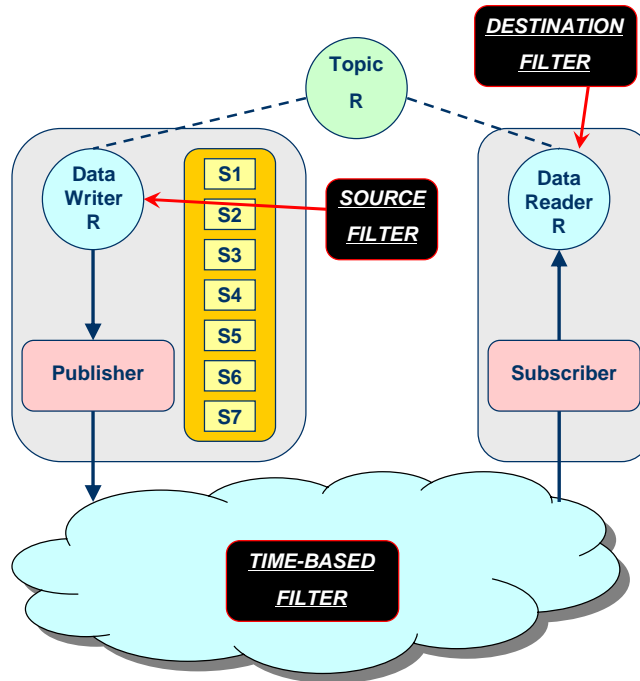 DESTINATION
FILTER
Topic
R
Data
Writer
R
S1
S2
S3
S4
S5
S6
S7
SOURCE
FILTER
Data
Reader
R
Publisher
Subscriber
TIME-BASED
FILTER